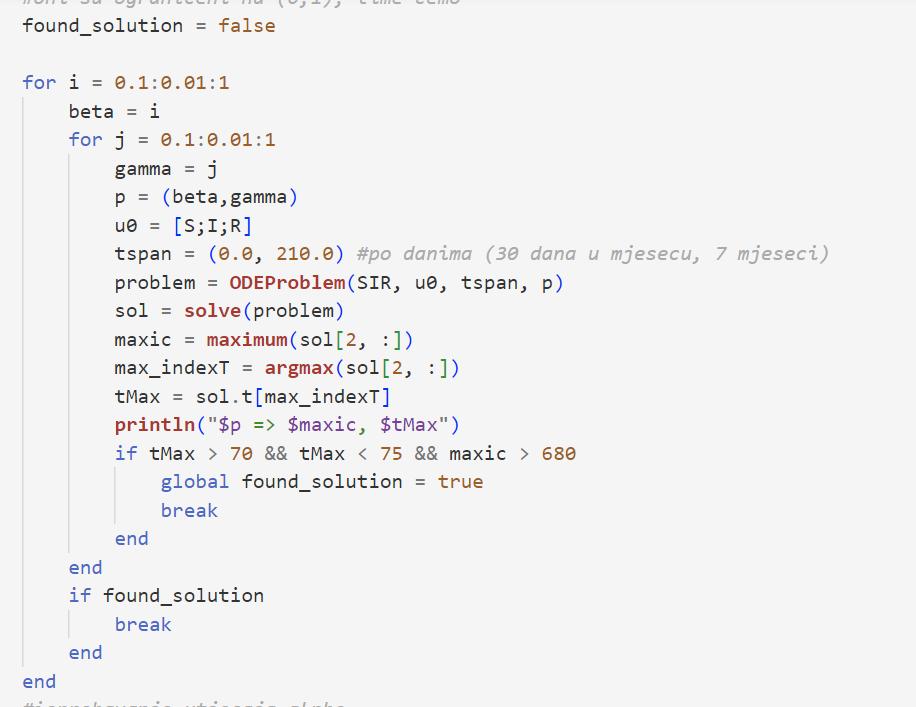 found_solution = false
for i = 0.1:0.01:1
beta = i
for j = 0.1:0.01:1
gamma = j
p = (beta,gamma)
u0 = [S;I;R]
tspan = (0.0, 210.0) #po danima (30 dana u mjesecu, 7 mjeseci)
problem = ODEProblem(SIR, u0, tspan, p)
sol = solve(problem)
maxic = maximum(sol[2, :])
max_indexT = argmax(sol[2, :])
tMax = sol.t[max_indexT]
println("$p => $maxic, $tMax")
if tMax > 70 && tMax < 75 && maxic > 680
global found_solution = true
break
end
end
if found_solution
break
end
end